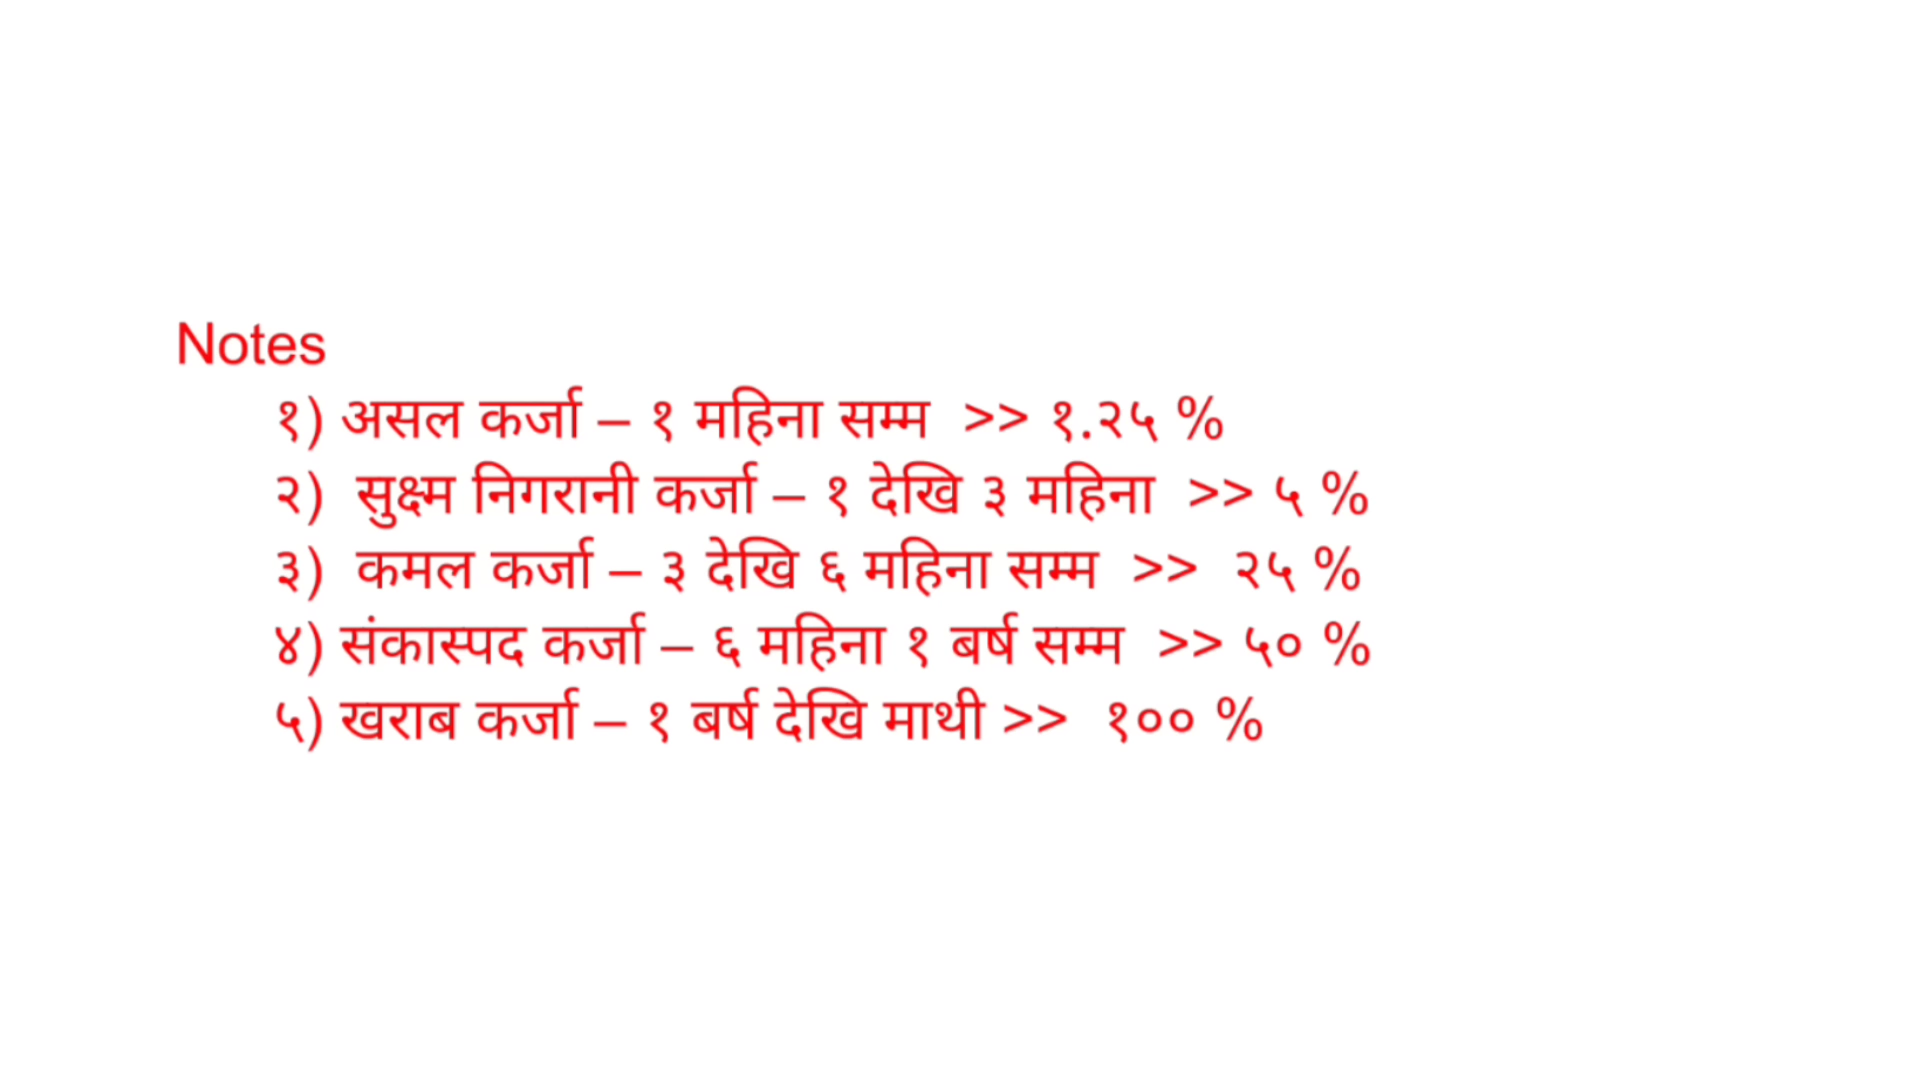 Notes
१) असल कर्जा – १ महिना सम्म >> १.२५ %
२) सुक्ष्म निगरानी कर्जा – १ देखि ३ महिना >> ५ %
३) कमल कर्जा – ३ देखि ६ महिना सम्म >> २५ %
४) संकास्पद कर्जा – ६ महिना १ बर्ष सम्म >> ५० %
५) खराब कर्जा – १ बर्ष देखि माथी >> १०० %